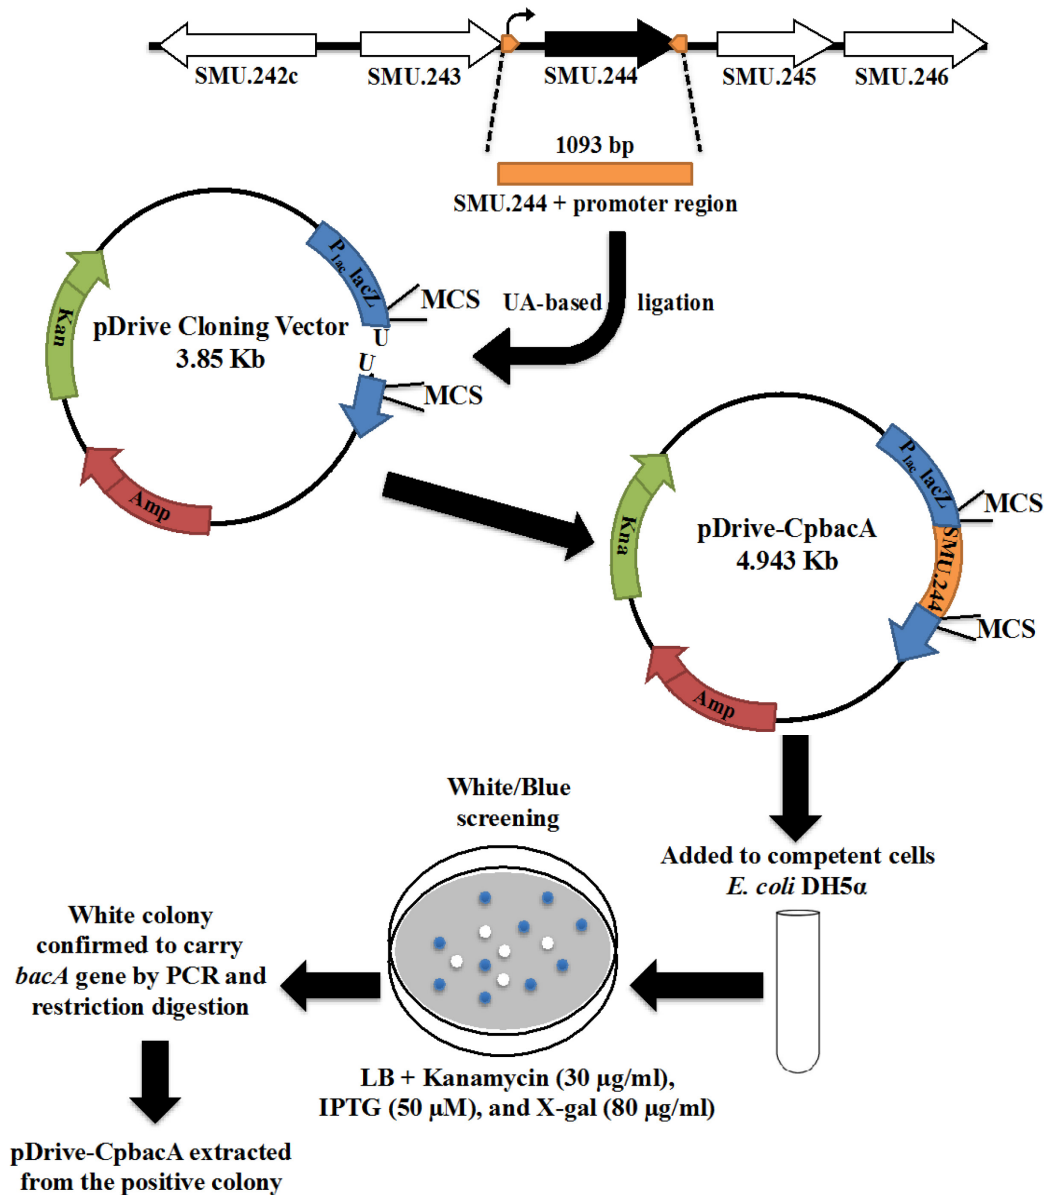 SMU.242c
SMU.243
SMU.244
SMU.245
SMU.246
1093 bp
SMU.244 + promoter region
UA-based ligation
Plac lacZ
MCS
U
U
MCS
pDrive Cloning Vector
3.85 Kb
Kan
Amp
Plac lacZ
MCS
SMU.244
MCS
pDrive-CpbacA
4.943 Kb
Kna
Amp
Added to competent cells
E. coli DH5α
White/Blue
screening
LB + Kanamycin (30 µg/ml),
IPTG (50 µM), and X-gal (80 µg/ml)
White colony
confirmed to carry
bacA gene by PCR and
restriction digestion
pDrive-CpbacA extracted
from the positive colony